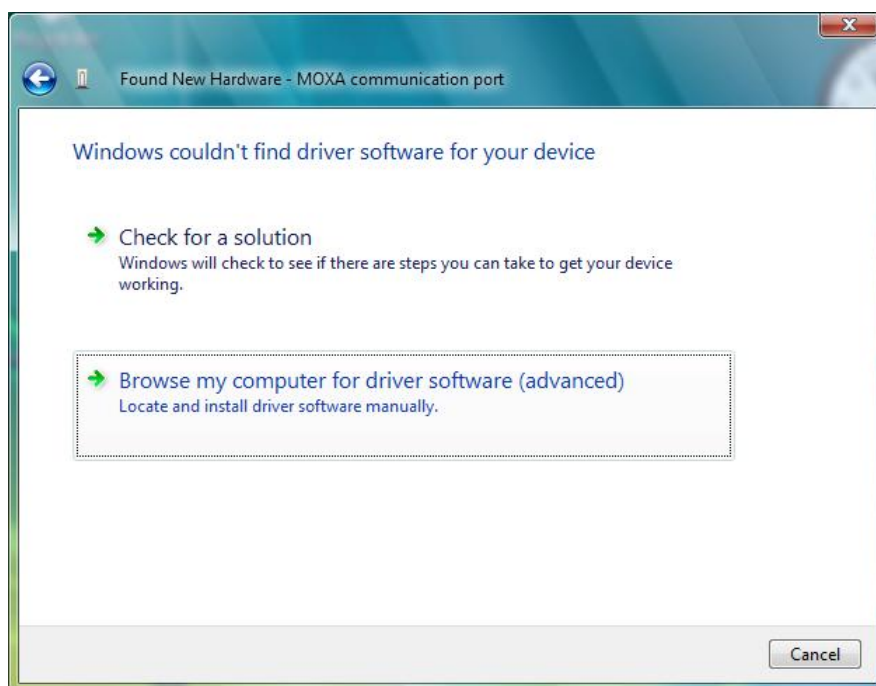 Found New Hardware - MOXA communication port
Windows couldn't find driver software for your device
Check for a solution
Windows will check to see if there are steps you can take to get your device
working.
Browse my computer for driver software (advanced)
Locate and install driver software manually.
Cancel